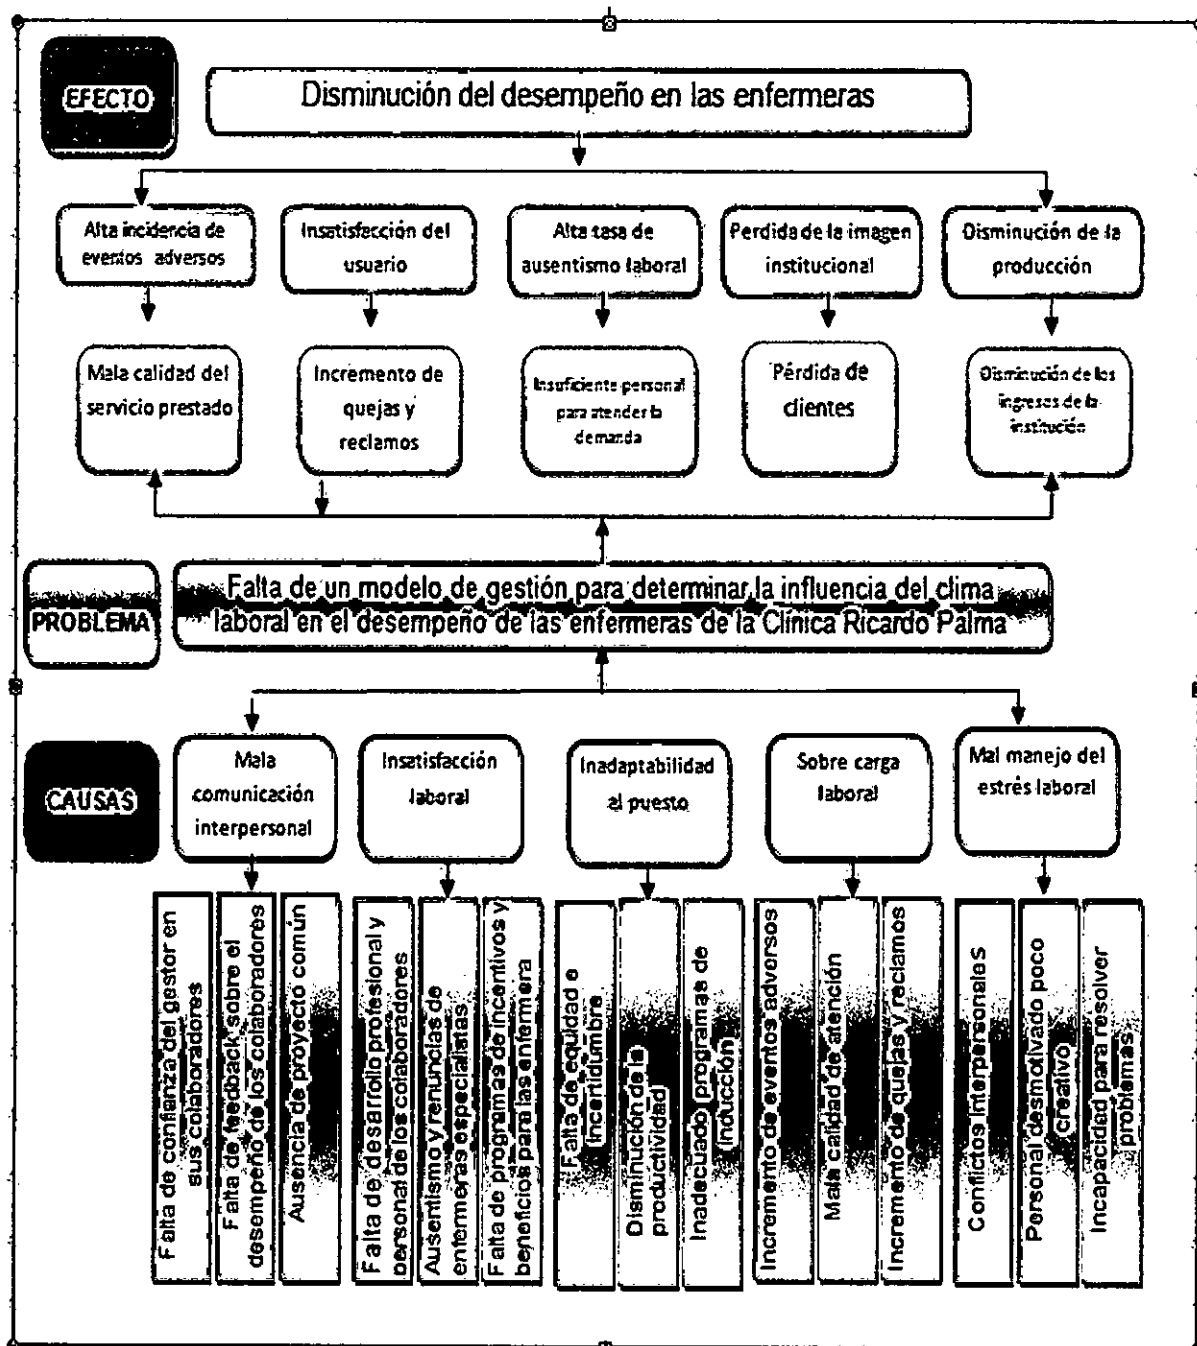 EFECTO
Disminución del desempeño en las enfermeras
Alta incidencia de
eventos adversos
Insatisfacción del
usuario
Alta tasa de
ausentismo laboral
Perdida de la imagen
institucional
Disminución de la
producción
Mala calidad del
servicio prestado
Incremento de
quejas y
reclamos
Insuficiente personal
para atender la
demanda
Pérdida de
clientes
Disminución de los
ingresos de la
institución
PROBLEMA
Falta de un modelo de gestión para determinar la influencia del clima
laboral en el desempeño de las enfermeras de la Clínica Ricardo Palma
CAUSAS
Mala
comunicación
interpersonal
Insatisfacción
laboral
Inadaptabilidad
al puesto
Sobre carga
laboral
Mal manejo del
estrés laboral
Falta de confianza del gestor en
sus colaboradores
Falta de feedback sobre el
desempeño de los colaboradores
Ausencia de proyecto común
Falta de desarrollo profesional y
personal de los colaboradores
Ausentismo y renuncias de
enfermeras especialistas
Falta de programas de incentivos y
beneficios para las enfermera
Falta de equidad e
Incertidumbre
Disminución de la
productividad
Inadecuado programas de
inducción
Incremento de eventos adversos
Mala calidad de atención
Incremento de quejas y reclamos
Conflictos interpersonales
Personal desmotivado poco
creativo
Incapacidad para resolver
problemas